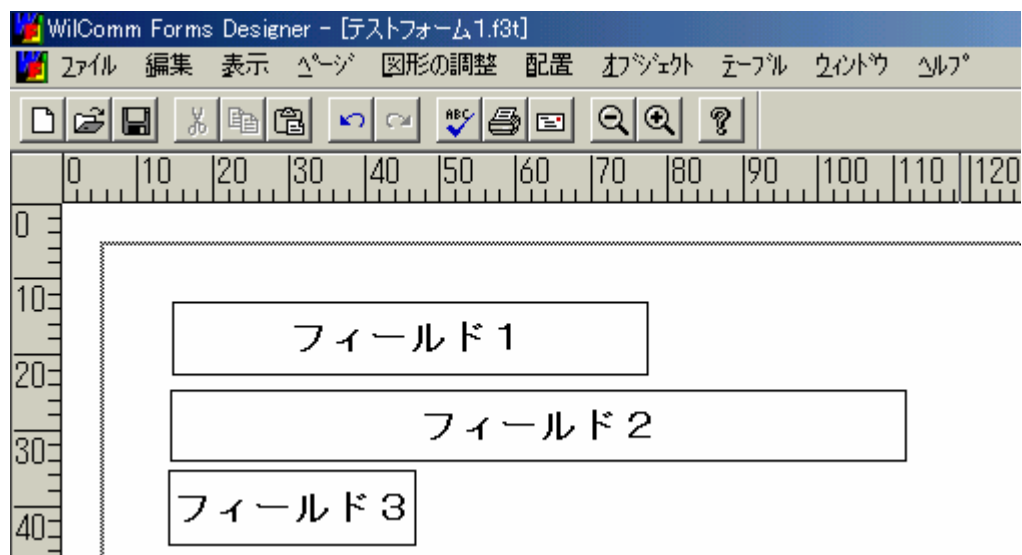 WilComm Forms Designer - [テストフォーム1.f3t]
ファイル 編集 表示 ページ 図形の調整 配置 オブジェクト テーブル ウィンドウ ヘルプ
ABC
0 10 20 30 40 50 60 70 80 90 100 110 120
0
10
フィールド1
20
フィールド2
30
フィールド3
40